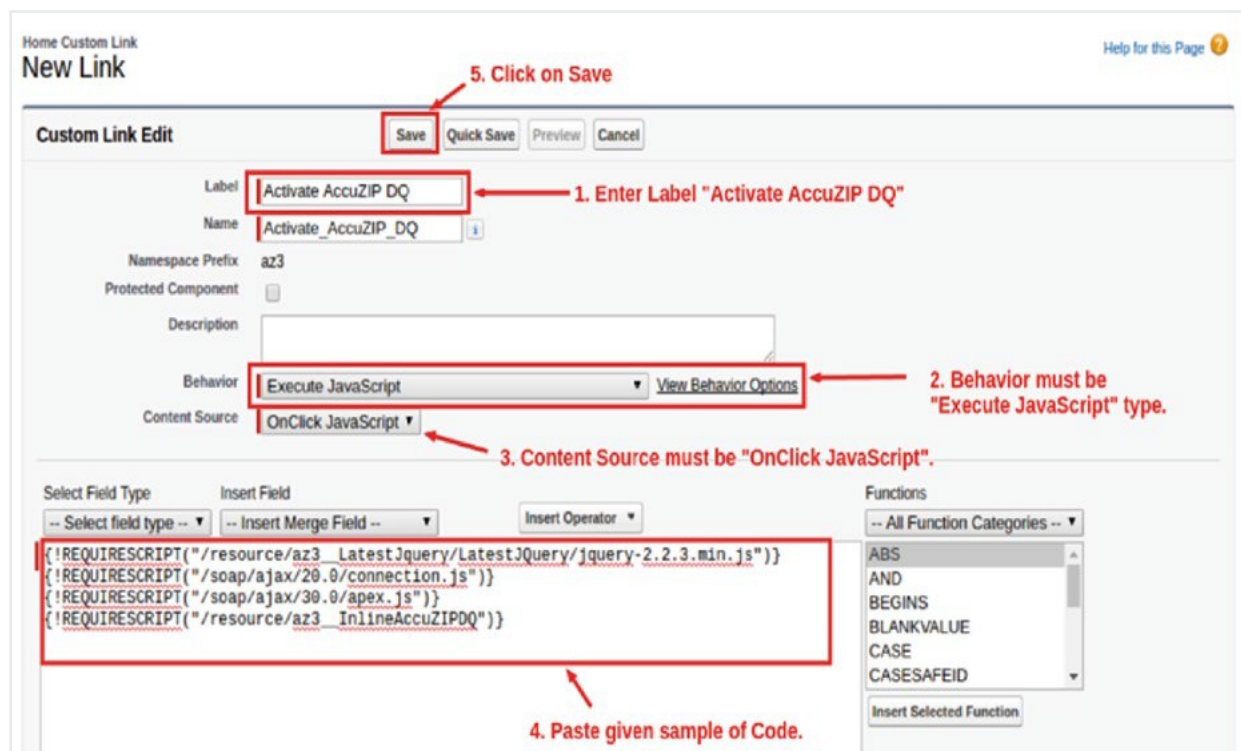 Home Custom Link
New Link
Help for this Page ?
5. Click on Save
Custom Link Edit
Save Quick Save Preview Cancel
Label Activate AccuZIP DQ
1. Enter Label "Activate AccuZIP DQ"
Name Activate_AccuZIP_DQ i
Namespace Prefix az3
Protected Component
Description
Behavior Execute JavaScript View Behavior Options
2. Behavior must be
"Execute JavaScript" type.
Content Source OnClick JavaScript
3. Content Source must be "OnClick JavaScript".
Select Field Type Insert Field Functions
-- Select field type -- -- Insert Merge Field -- Insert Operator -- All Function Categories --
{!REQUIRESCRIPT("/resource/az3__LatestJquery/LatestJQuery/jquery-2.2.3.min.js")}
{!REQUIRESCRIPT("/soap/ajax/20.0/connection.js")}
{!REQUIRESCRIPT("/soap/ajax/30.0/apex.js")}
{!REQUIRESCRIPT("/resource/az3__InlineAccuZIPDQ")}
ABS
AND
BEGINS
BLANKVALUE
CASE
CASESAFEID
Insert Selected Function
4. Paste given sample of Code.